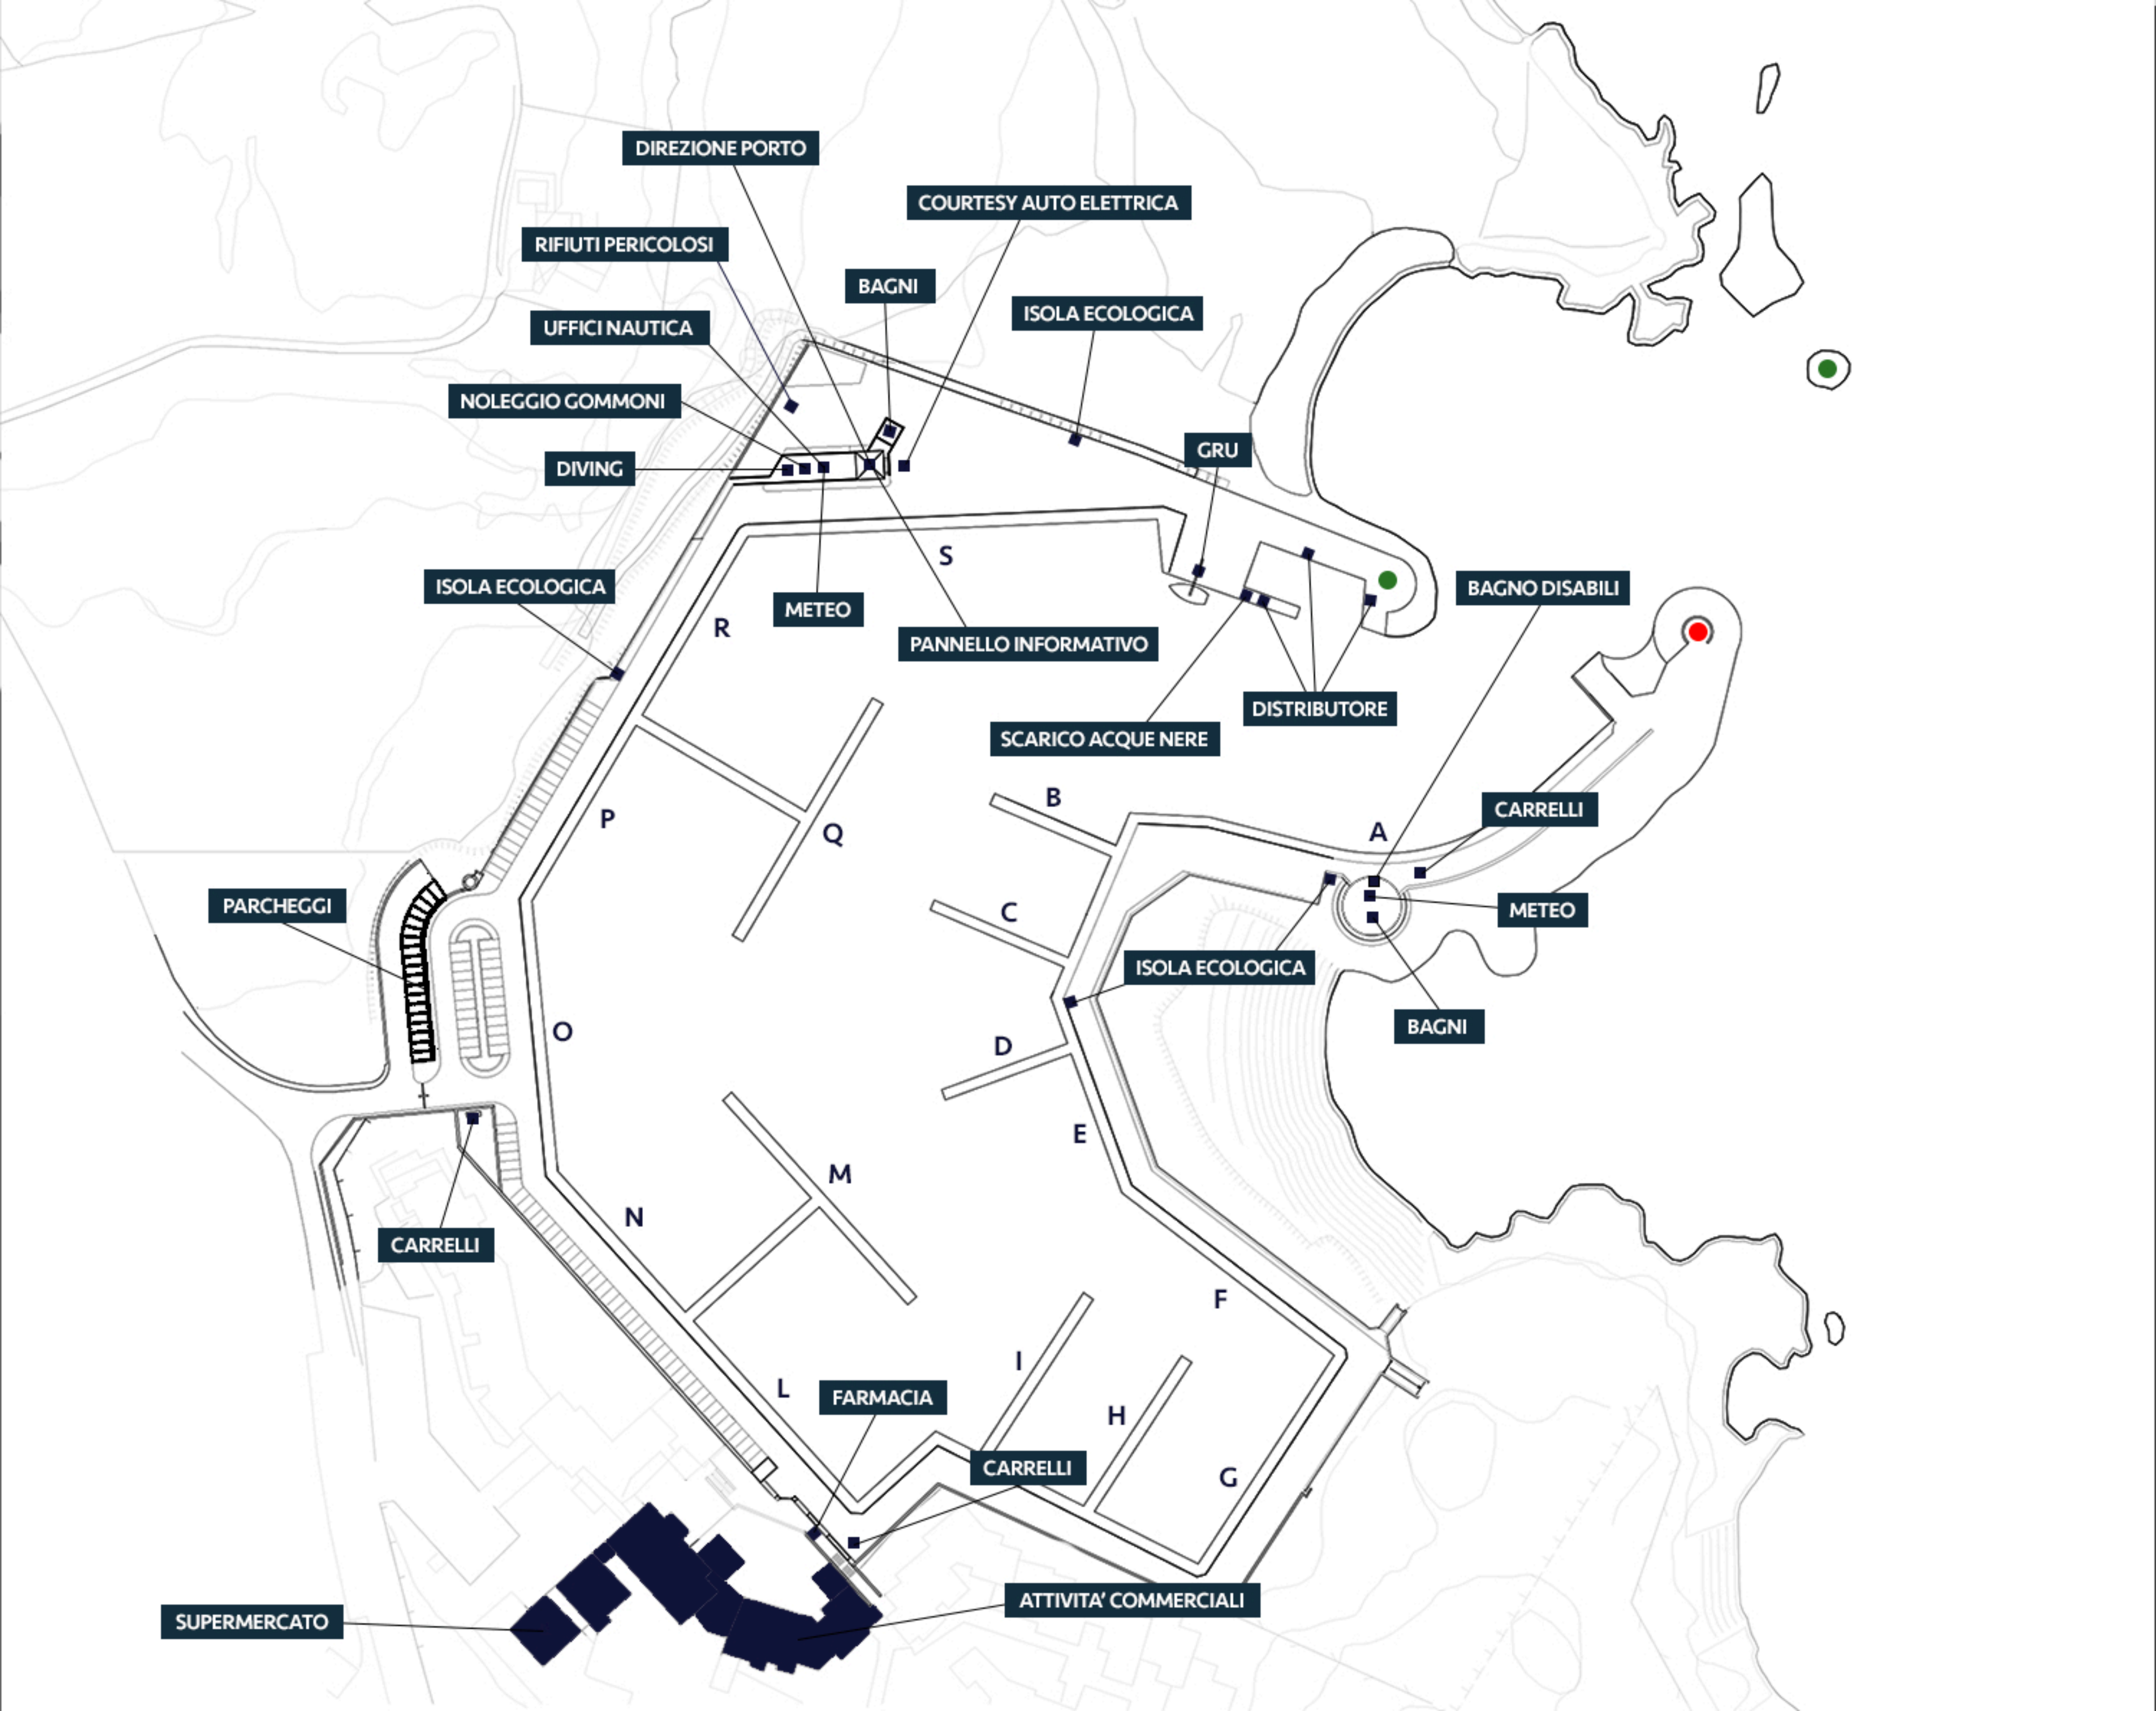 DIREZIONE PORTO
COURTESY AUTO ELETTRICA
RIFIUTI PERICOLOSI
BAGNI
ISOLA ECOLOGICA
UFFICI NAUTICA
NOLEGGIO GOMMONI
GRU
DIVING
S
ISOLA ECOLOGICA
BAGNO DISABILI
METEO
R
PANNELLO INFORMATIVO
DISTRIBUTORE
SCARICO ACQUE NERE
B
CARRELLI
P
Q
A
PARCHEGGI
C
METEO
ISOLA ECOLOGICA
BAGNI
O
D
E
M
N
CARRELLI
F
I
L
FARMACIA
H
CARRELLI
G
ATTIVITA' COMMERCIALI
SUPERMERCATO